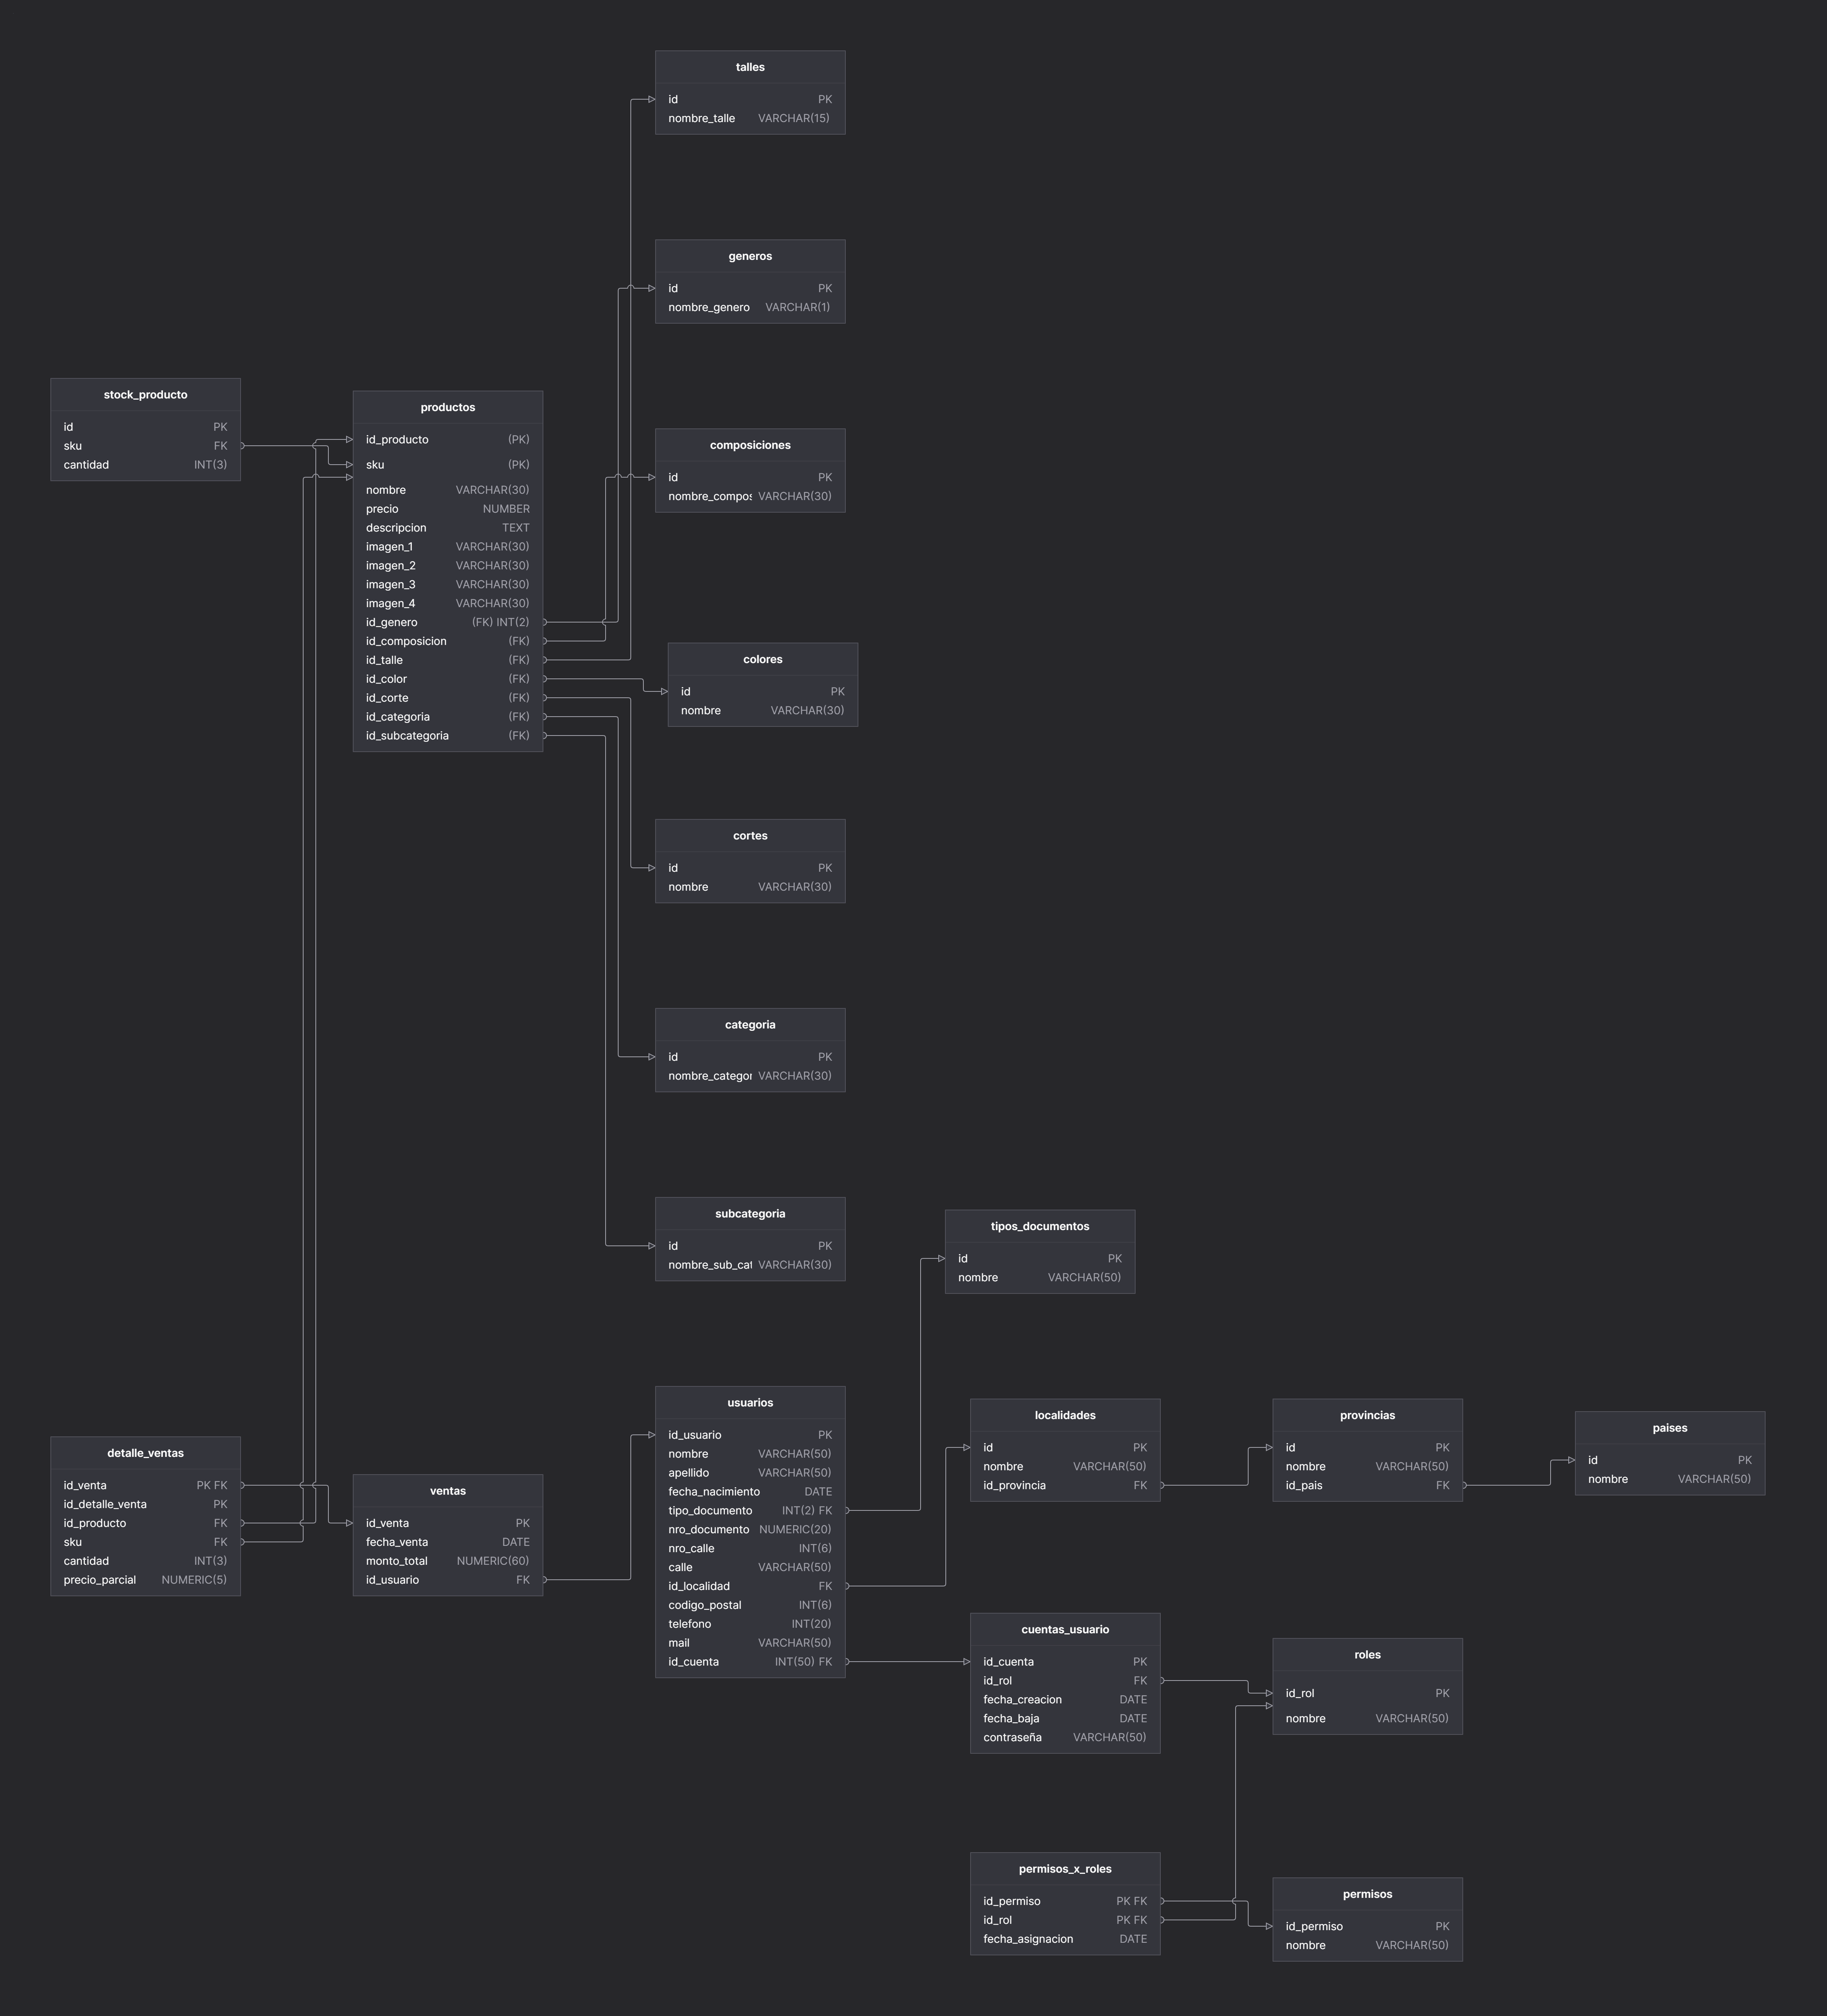 talles
id PK
nombre_talle VARCHAR(15)
generos
id PK
nombre_genero VARCHAR(1)
stock_producto
id PK
sku FK
cantidad INT(3)
productos
id_producto (PK)
sku (PK)
nombre VARCHAR(30)
precio NUMBER
descripcion TEXT
imagen_1 VARCHAR(30)
imagen_2 VARCHAR(30)
imagen_3 VARCHAR(30)
imagen_4 VARCHAR(30)
id_genero (FK) INT(2)
id_composicion (FK)
id_talle (FK)
id_color (FK)
id_corte (FK)
id_categoria (FK)
id_subcategoria (FK)
composiciones
id PK
nombre_compos VARCHAR(30)
colores
id PK
nombre VARCHAR(30)
cortes
id PK
nombre VARCHAR(30)
categoria
id PK
nombre_categor VARCHAR(30)
subcategoria
id PK
nombre_sub_cat VARCHAR(30)
tipos_documentos
id PK
nombre VARCHAR(50)
detalle_ventas
id_venta PK FK
id_detalle_venta PK
id_producto FK
sku FK
cantidad INT(3)
precio_parcial NUMERIC(5)
ventas
id_venta PK
fecha_venta DATE
monto_total NUMERIC(60)
id_usuario FK
usuarios
id_usuario PK
nombre VARCHAR(50)
apellido VARCHAR(50)
fecha_nacimiento DATE
tipo_documento INT(2) FK
nro_documento NUMERIC(20)
nro_calle INT(6)
calle VARCHAR(50)
id_localidad FK
codigo_postal INT(6)
telefono INT(20)
mail VARCHAR(50)
id_cuenta INT(50) FK
localidades
id PK
nombre VARCHAR(50)
id_provincia FK
provincias
id PK
nombre VARCHAR(50)
id_pais FK
paises
id PK
nombre VARCHAR(50)
cuentas_usuario
id_cuenta PK
id_rol FK
fecha_creacion DATE
fecha_baja DATE
contraseña VARCHAR(50)
roles
id_rol PK
nombre VARCHAR(50)
permisos_x_roles
id_permiso PK FK
id_rol PK FK
fecha_asignacion DATE
permisos
id_permiso PK
nombre VARCHAR(50)